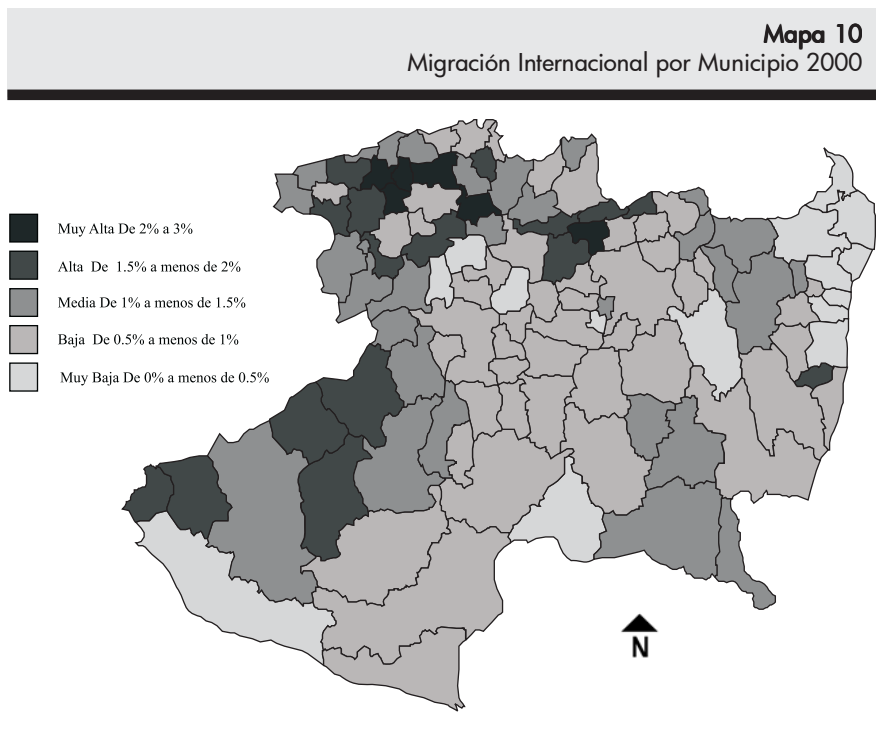 Mapa 10
Migración Internacional por Municipio 2000
Muy Alta De 2% a 3%
Alta De 1.5% a menos de 2%
Media De 1% a menos de 1.5%
Baja De 0.5% a menos de 1%
Muy Baja De 0% a menos de 0.5%
N